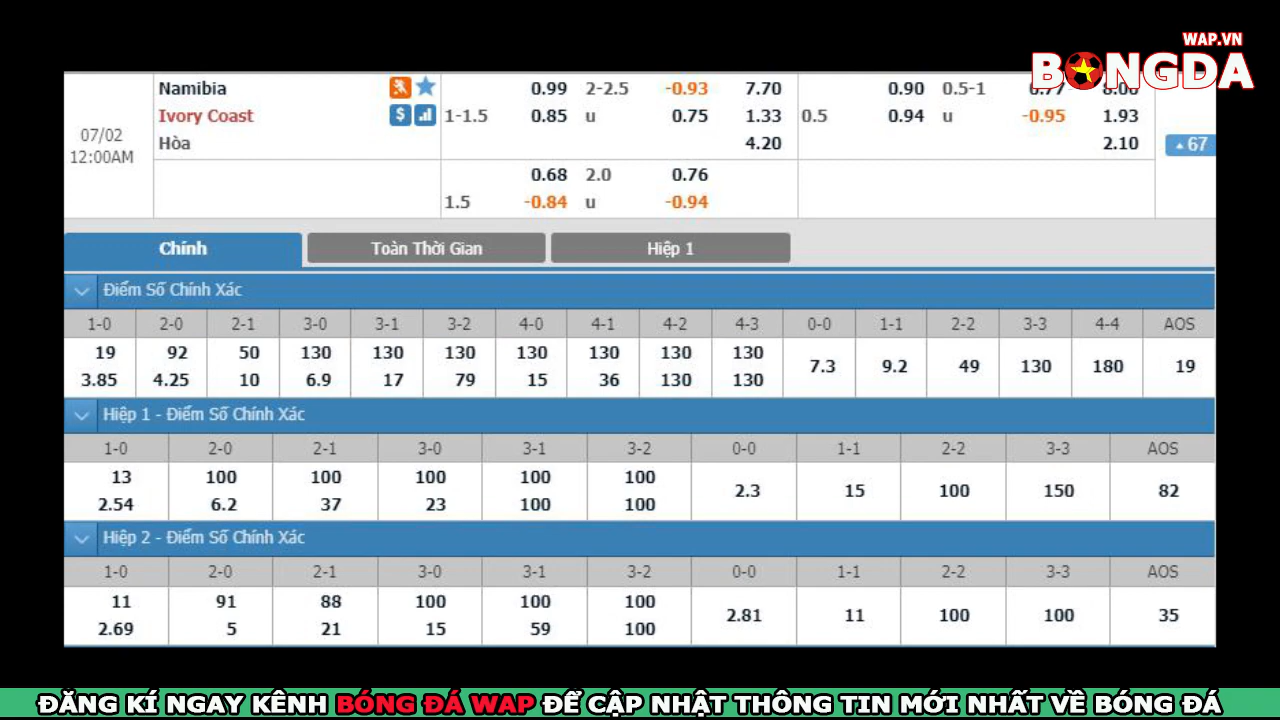 WAP.VN
BONGDA
07/02
12:00AM
Namibia 0.99 2-2.5 -0.93 7.70 0.90 0.5-1 0.77 8.00
Ivory Coast $ 1-1.5 0.85 u 0.75 1.33 0.5 0.94 u -0.95 1.93
Hòa 4.20 2.10
67
0.68 2.0 0.76
1.5 -0.84 u -0.94
Chính Toàn Thời Gian Hiệp 1
Điểm Số Chính Xác
1-0 2-0 2-1 3-0 3-1 3-2 4-0 4-1 4-2 4-3 0-0 1-1 2-2 3-3 4-4 AOS
19 92 50 130 130 130 130 130 130 130
7.3 9.2 49 130 180 19
3.85 4.25 10 6.9 17 79 15 36 130 130
Hiệp 1 - Điểm Số Chính Xác
1-0 2-0 2-1 3-0 3-1 3-2 0-0 1-1 2-2 3-3 AOS
13 100 100 100 100 100
2.3 15 100 150 82
2.54 6.2 37 23 100 100
Hiệp 2 - Điểm Số Chính Xác
1-0 2-0 2-1 3-0 3-1 3-2 0-0 1-1 2-2 3-3 AOS
11 91 88 100 100 100
2.81 11 100 100 35
2.69 5 21 15 59 100
ĐĂNG KÍ NGAY KÊNH BÓNG ĐÁ WAP ĐỂ CẬP NHẬT THÔNG TIN MỚI NHẤT VỀ BÓNG ĐÁ